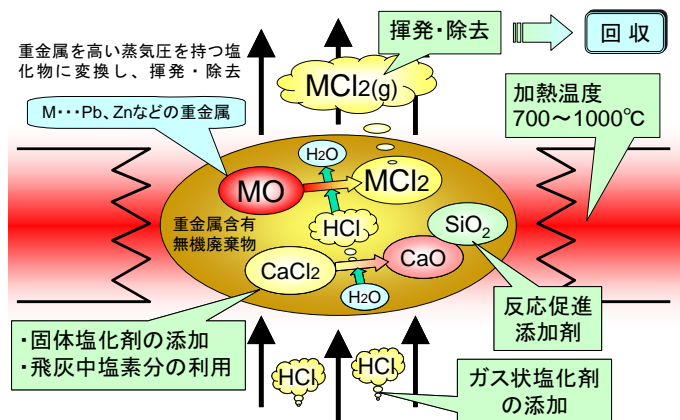 揮発・除去
回収
重金属を高い蒸気圧を持つ塩
化物に変換し、揮発・除去
MCl2(g)
M・・・Pb、Znなどの重金属
加熱温度
700～1000℃
H2O
MO
MCl2
重金属含有
無機廃棄物
HCl
SiO2
CaCl2
CaO
H2O
反応促進
添加剤
・固体塩化剤の添加
・飛灰中塩素分の利用
HCl
HCl
ガス状塩化剤
の添加